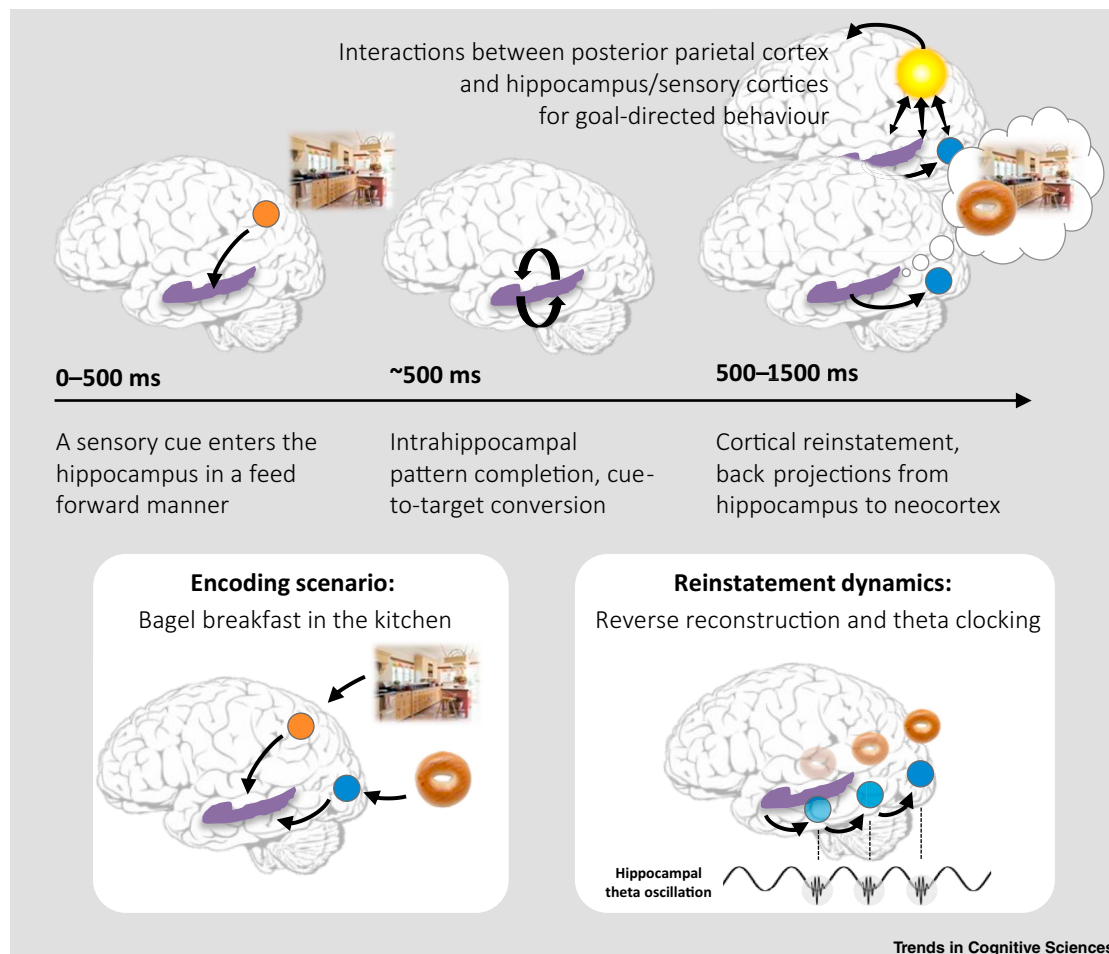 Interactions between posterior parietal cortex
and hippocampus/sensory cortices
for goal-directed behaviour
0–500 ms
~500 ms
500–1500 ms
A sensory cue enters the
hippocampus in a feed
forward manner
Intrahippocampal
pattern completion, cue-
to-target conversion
Cortical reinstatement,
back projections from
hippocampus to neocortex
Encoding scenario:
Bagel breakfast in the kitchen
Reinstatement dynamics:
Reverse reconstruction and theta clocking
Hippocampal
theta oscillation
Trends in Cognitive Sciences